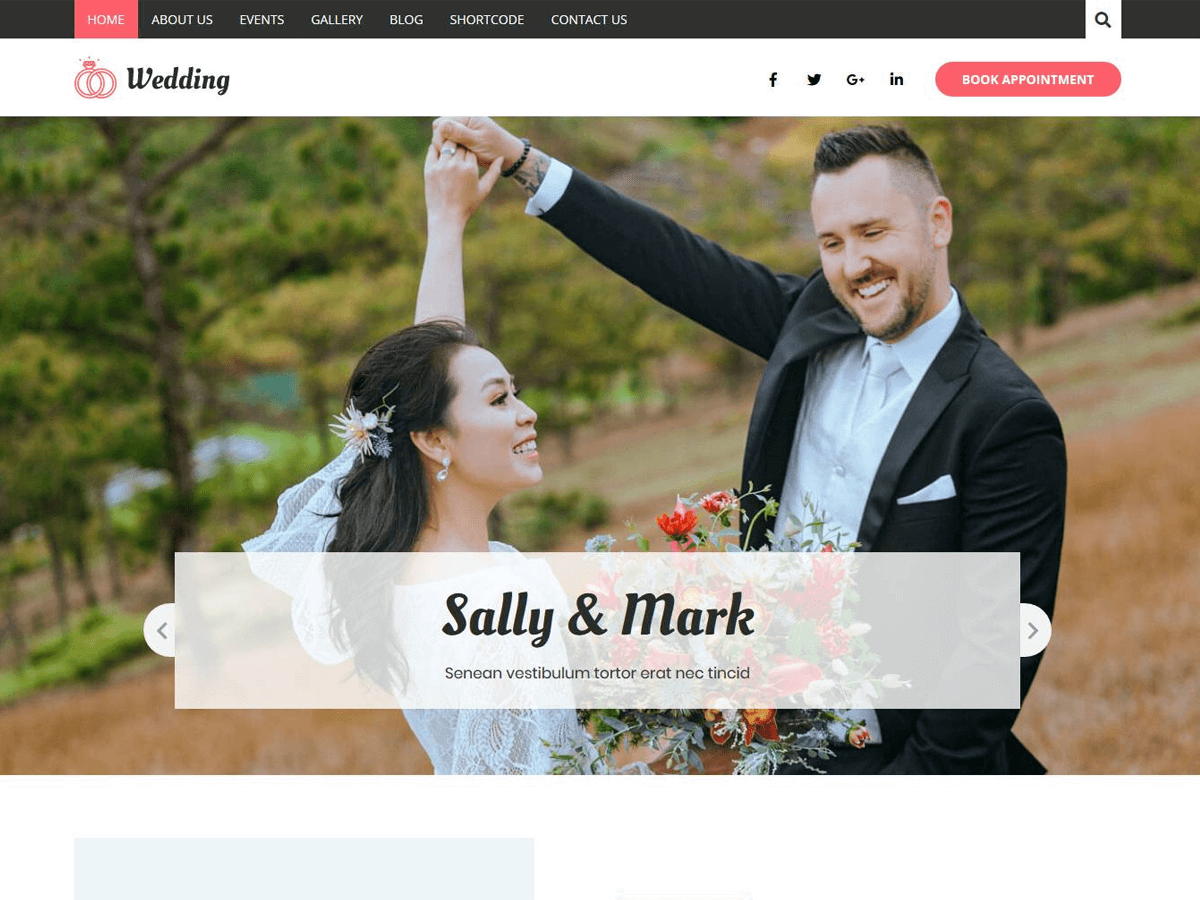 HOME ABOUT US EVENTS GALLERY BLOG SHORTCODE CONTACT US
Wedding
BOOK APPOINTMENT
Sally & Mark
Senean vestibulum tortor erat nec tincid